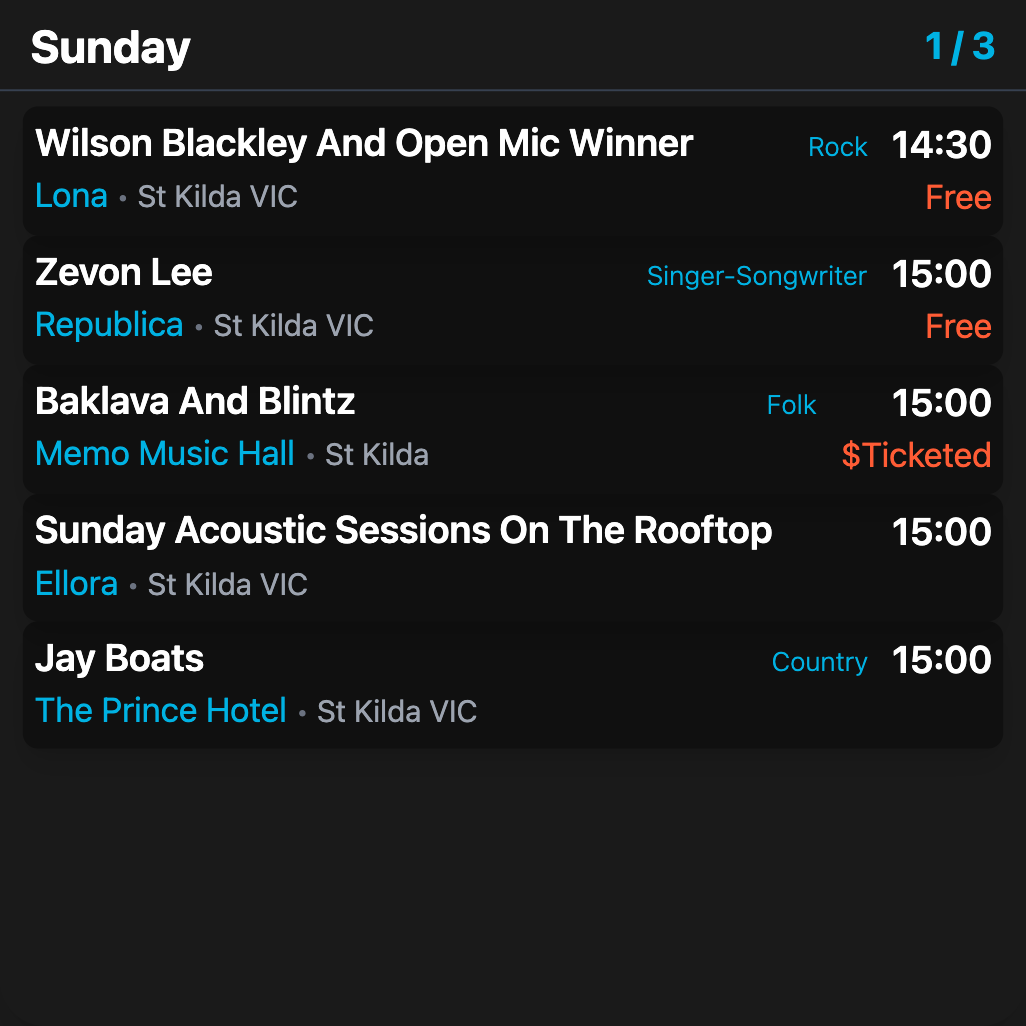 Sunday 1 / 3
Wilson Blackley And Open Mic Winner Rock 14:30
Lona • St Kilda VIC Free
Zevon Lee Singer-Songwriter 15:00
Republica • St Kilda VIC Free
Baklava And Blintz Folk 15:00
Memo Music Hall • St Kilda $Ticketed
Sunday Acoustic Sessions On The Rooftop 15:00
Ellora • St Kilda VIC
Jay Boats Country 15:00
The Prince Hotel • St Kilda VIC